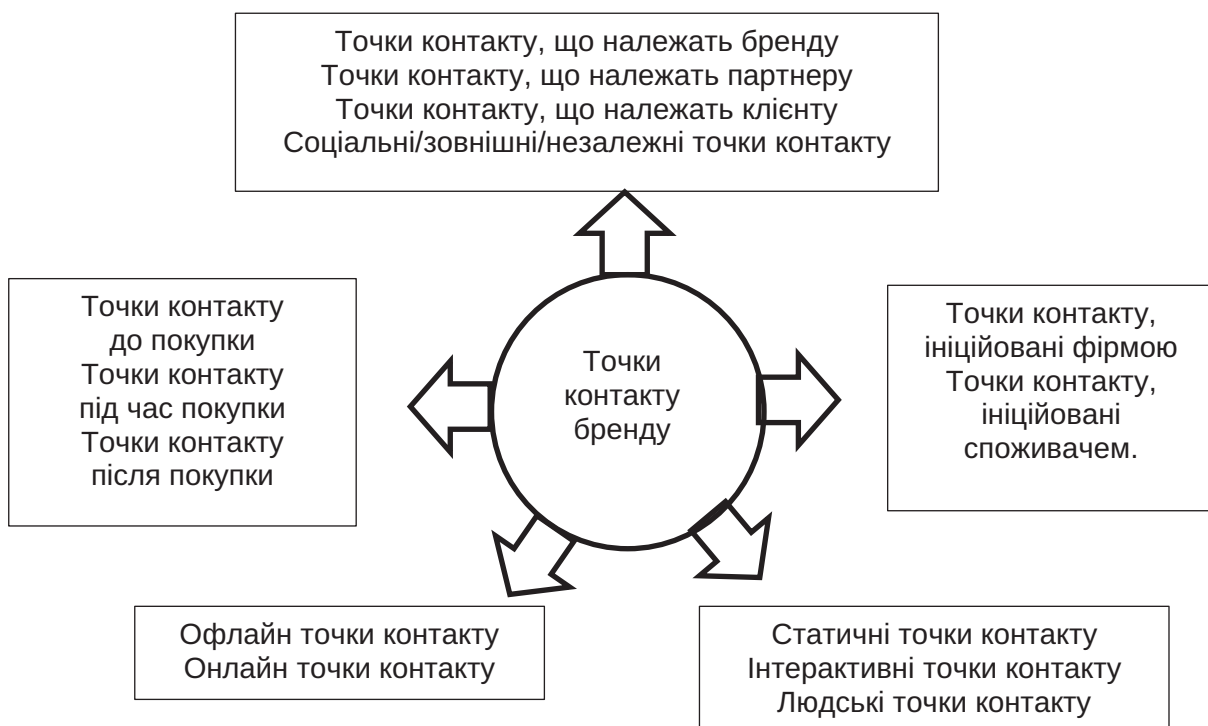 Точки контакту, що належать бренду
Точки контакту, що належать партнеру
Точки контакту, що належать клієнту
Соціальні/зовнішні/незалежні точки контакту
Точки контакту
до покупки
Точки контакту
під час покупки
Точки контакту
після покупки
Точки
контакту
бренду
Точки контакту,
ініційовані фірмою
Точки контакту,
ініційовані
споживачем.
Офлайн точки контакту
Онлайн точки контакту
Статичні точки контакту
Інтерактивні точки контакту
Людські точки контакту